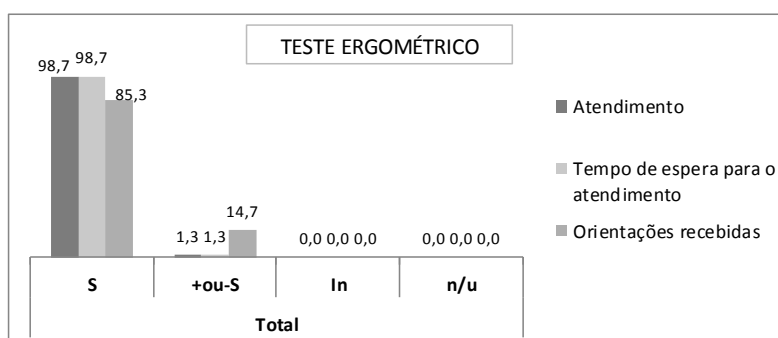 TESTE ERGOMÉTRICO
98,7 98,7
85,3
1,3 1,3
14,7
0,0 0,0 0,0
0,0 0,0 0,0
S +ou-S In n/u
Total
Atendimento
Tempo de espera para o
atendimento
Orientações recebidas